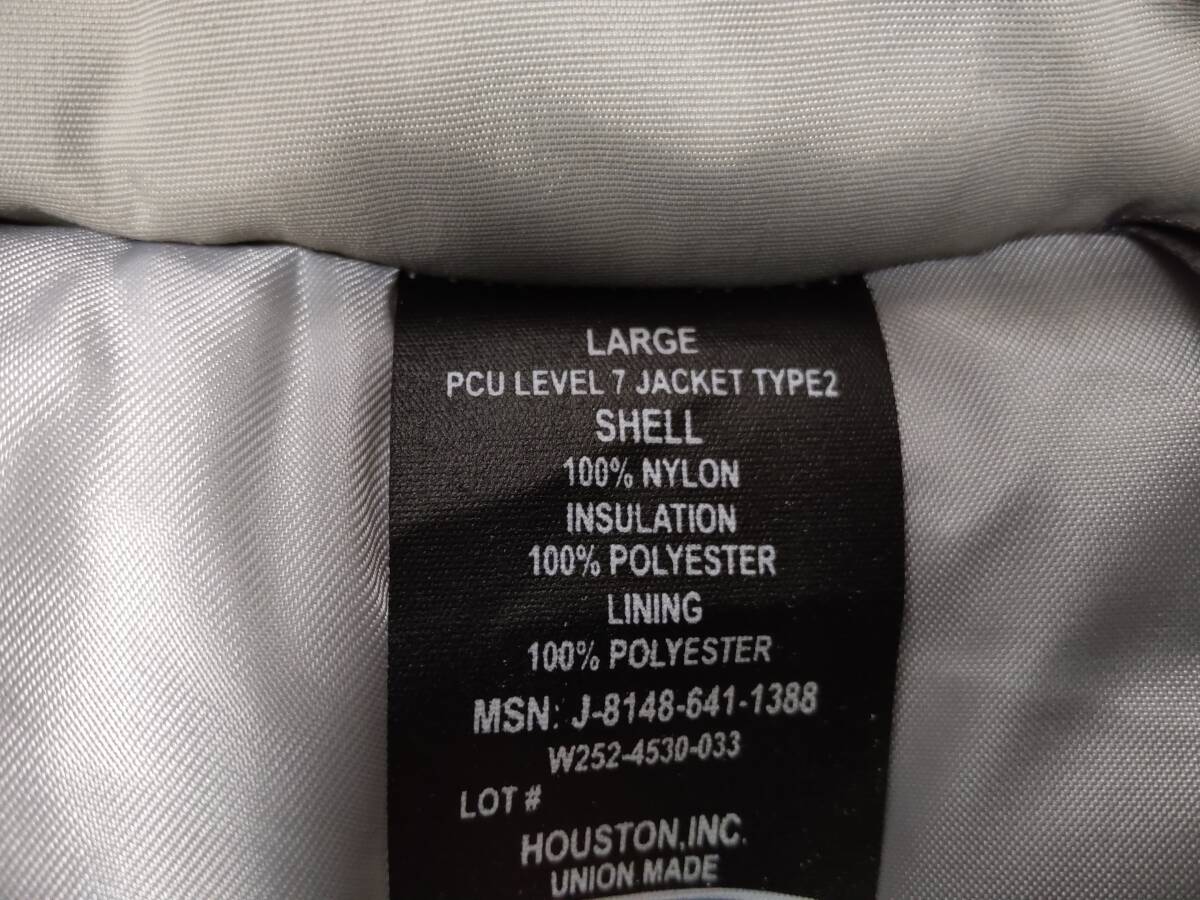 LARGE
PCU LEVEL 7 JACKET TYPE2
SHELL
100% NYLON
INSULATION
100% POLYESTER
LINING
100% POLYESTER
MSN: J-8148-641-1388
W252-4530-033
LOT #
HOUSTON,INC.
UNION MADE